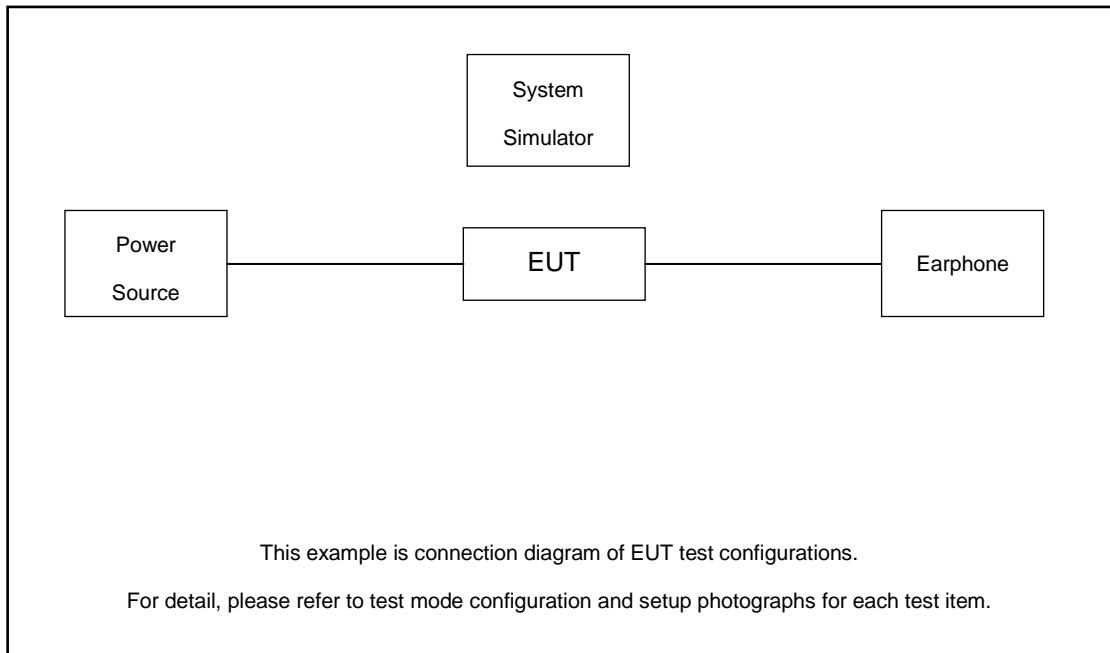 System
Simulator
Power
Source
EUT
Earphone
This example is connection diagram of EUT test configurations.
For detail, please refer to test mode configuration and setup photographs for each test item.